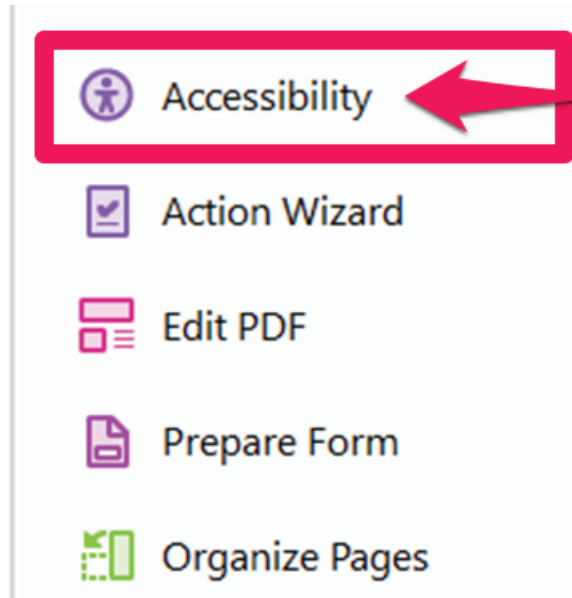 Accessibility
Action Wizard
Edit PDF
Prepare Form
Organize Pages